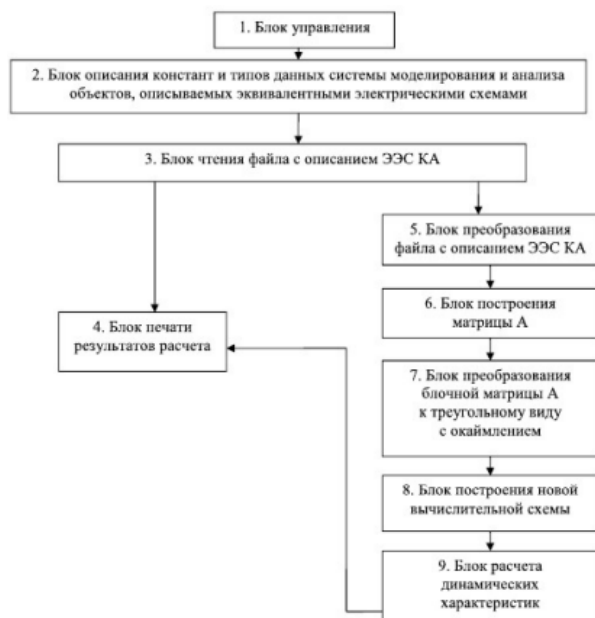 1. Блок управления
2. Блок описания констант и типов данных системы моделирования и анализа
объектов, описываемых эквивалентными электрическими схемами
3. Блок чтения файла с описанием ЭЭС КА
5. Блок преобразования
файла с описанием ЭЭС КА
6. Блок построения
матрицы А
4. Блок печати
результатов расчета
7. Блок преобразования
блочной матрицы А
к треугольному виду
с окаймлением
8. Блок построения новой
вычислительной схемы
9. Блок расчета
динамических
характеристик